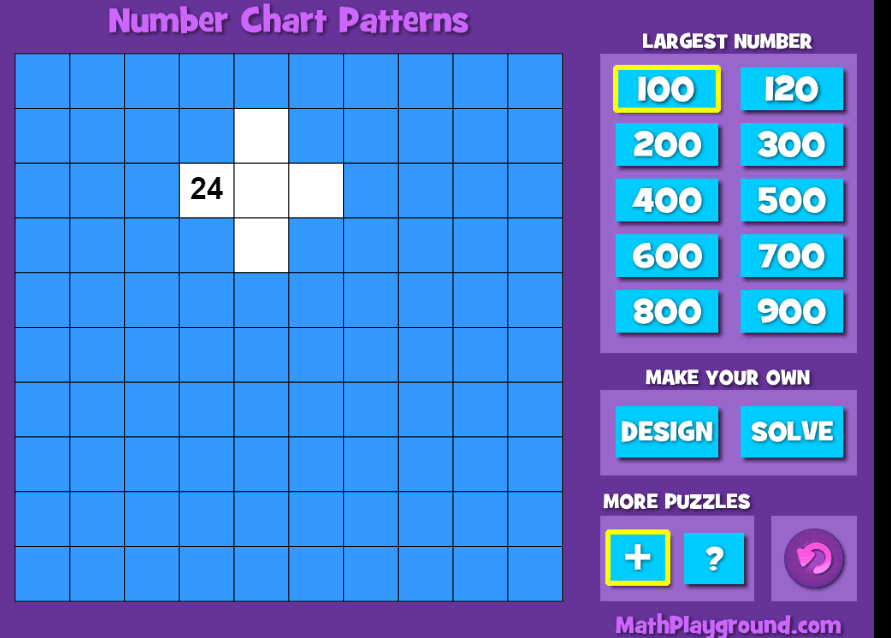 Number Chart Patterns
LARGEST NUMBER
100 120
200 300
24
400 500
600 700
800 900
MAKE YOUR OWN
DESIGN SOLVE
MORE PUZZLES
+ ?
MathPlayground.com